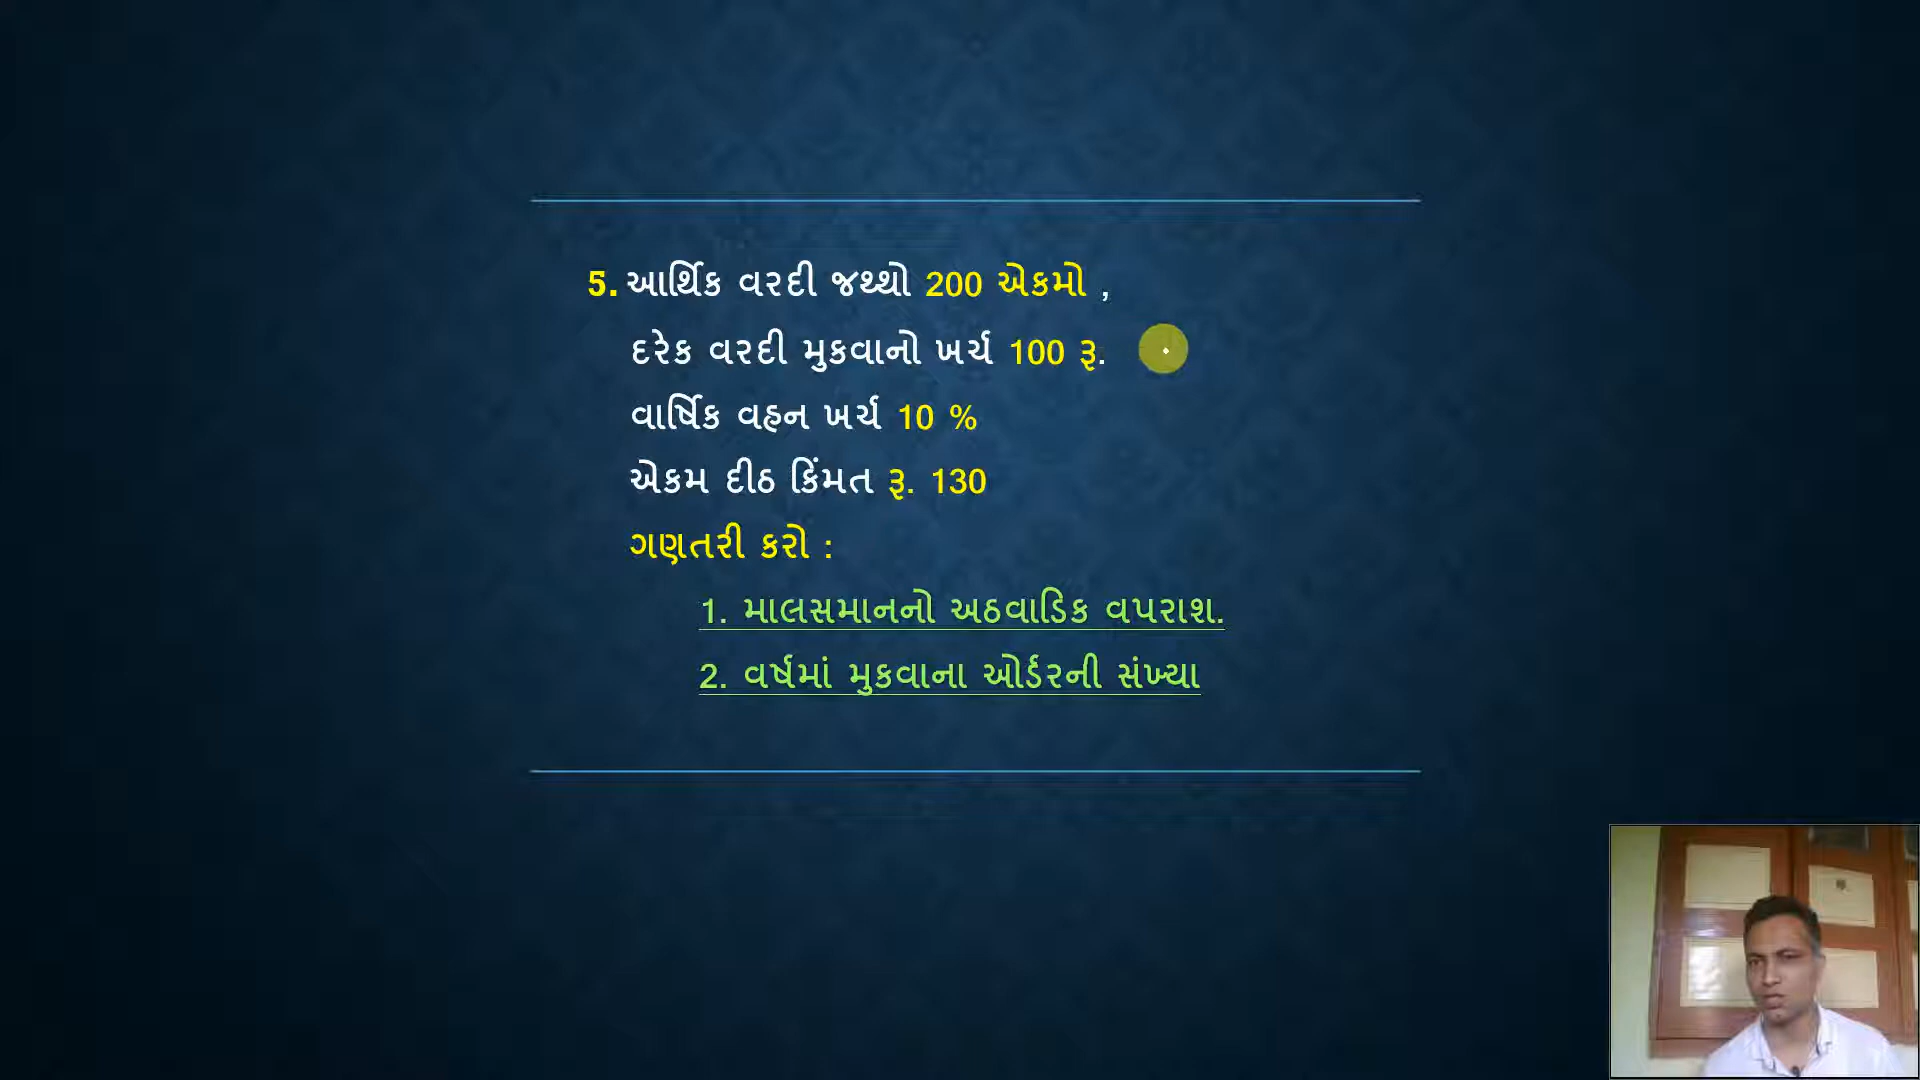 5. આર્થિક વરદી જથ્થો 200 એકમો ,
દરેક વરદી મુકવાનો ખર્ચ 100 રૂ.
વાર્ષિક વહન ખર્ચ 10 %
એકમ દીઠ કિંમત રૂ. 130
ગણતરી કરો :
1. માલસમાનનો અઠવાડિક વપરાશ.
2. વર્ષમાં મુકવાના ઓર્ડરની સંખ્યા